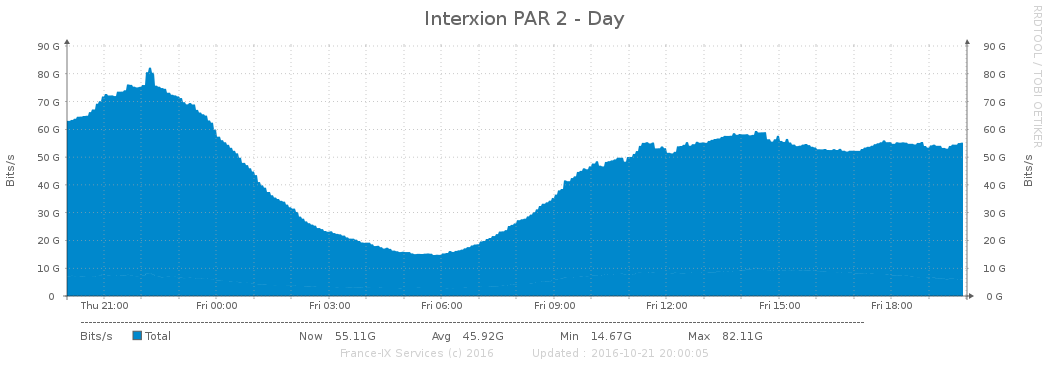 Interxion PAR 2 - Day
RRDTOOL / TOBI OETIKER
90 G 90 G
80 G 80 G
70 G 70 G
60 G 60 G
50 G 50 G
40 G 40 G
30 G 30 G
20 G 20 G
10 G 10 G
0 0 G
Bits/s
Bits/s
Thu 21:00 Fri 00:00 Fri 03:00 Fri 06:00 Fri 09:00 Fri 12:00 Fri 15:00 Fri 18:00
Bits/s Total Now 55.11G Avg 45.92G Min 14.67G Max 82.11G
France-IX Services (c) 2016 Updated : 2016-10-21 20:00:05